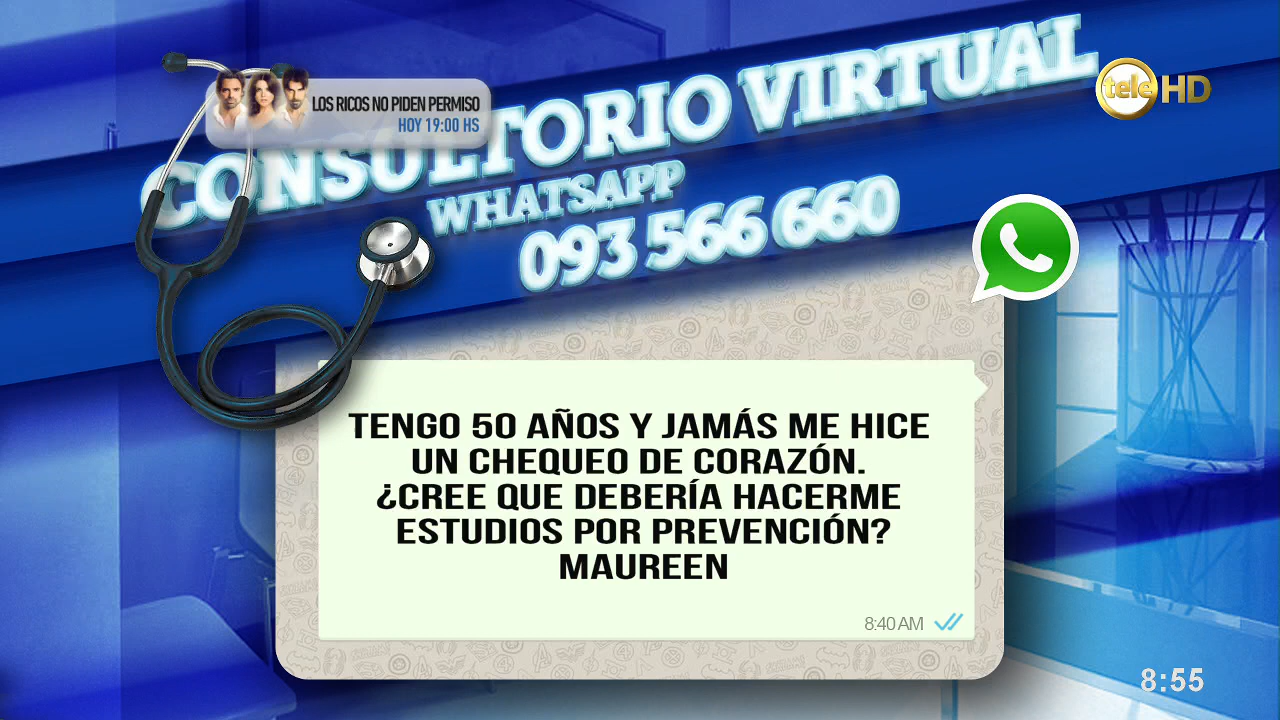 CONSULTORIO VIRTUAL
tele HD
LOS RICOS NO PIDEN PERMISO
HOY 19:00 HS
WHATSAPP
093 566 660
TENGO 50 AÑOS Y JAMÁS ME HICE
UN CHEQUEO DE CORAZÓN.
¿CREE QUE DEBERÍA HACERME
ESTUDIOS POR PREVENCIÓN?
MAUREEN
8:40 AM
8:55